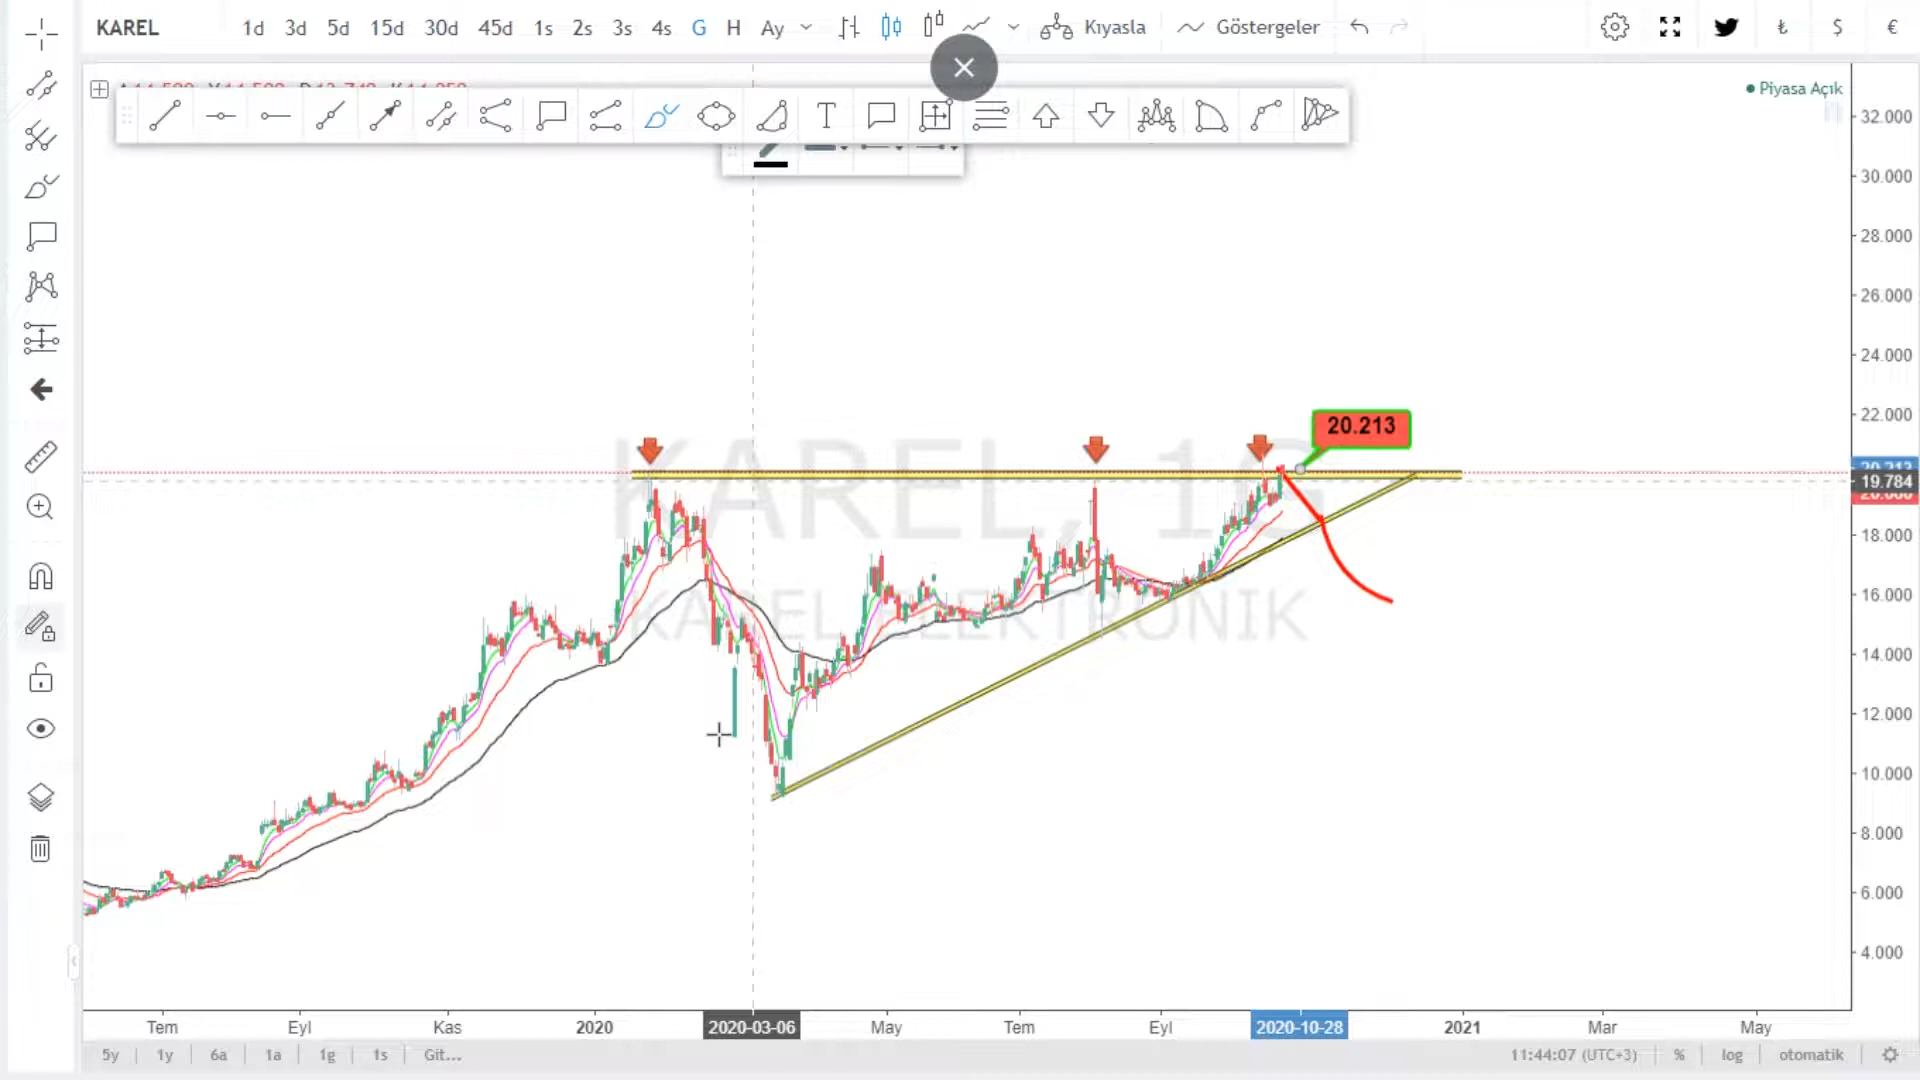 KAREL 1d 3d 5d 15d 30d 45d 1s 2s 3s 4s G H Ay Kıyasla Göstergeler ₺ $ €
Piyasa Açık
32.000
30.000
28.000
26.000
24.000
22.000
20.213
19.784
18.000
16.000
14.000
12.000
10.000
8.000
6.000
4.000
20.213
KAREL, 1G
KAREL ELEKTRONIK
Tem Eyl Kas 2020 2020-03-06 May Tem Eyl 2020-10-28 2021 Mar May
5y 1y 6a 1a 1g 1s Git... 11:44:07 (UTC+3) % log otomatik